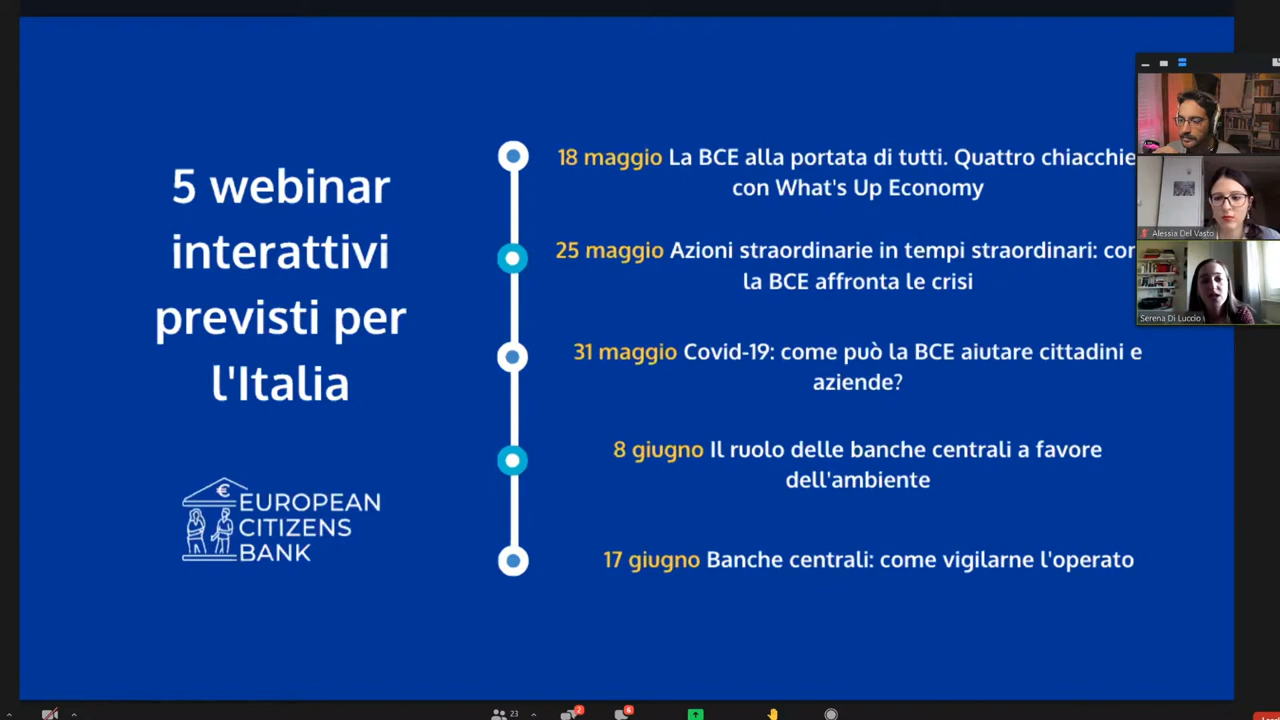 5 webinar
interattivi
previsti per
l'Italia
€ EUROPEAN
CITIZENS
BANK
18 maggio La BCE alla portata di tutti. Quattro chiacchie
con What's Up Economy
25 maggio Azioni straordinarie in tempi straordinari:
la BCE affronta le crisi
31 maggio Covid-19: come può la BCE aiutare cittadini e
aziende?
8 giugno Il ruolo delle banche centrali a favore
dell'ambiente
17 giugno Banche centrali: come vigilarne l'operato
Alessia Del Vasto
Serena Di Luccio
23
2
6